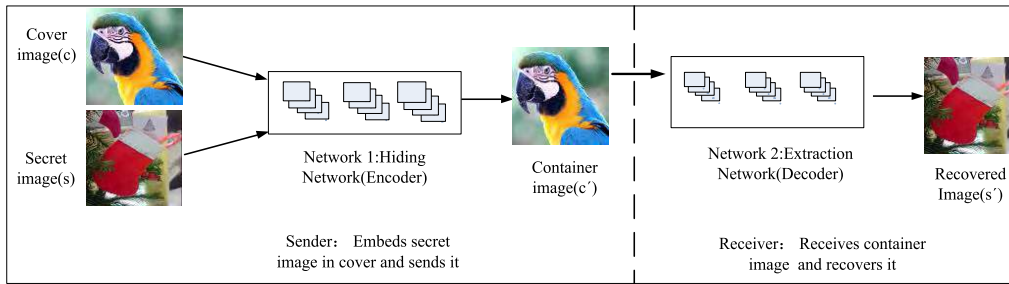 Cover
image(c)
Secret
image(s)
Network 1:Hiding
Network(Encoder)
Container
image(c´)
Network 2:Extraction
Network(Decoder)
Recovered
Image(s´)
Sender： Embeds secret
image in cover and sends it
Receiver： Receives container
image and recovers it